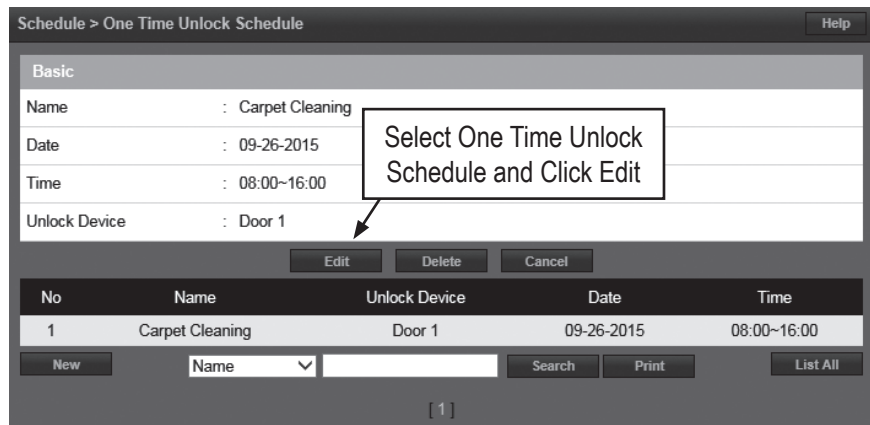 Schedule > One Time Unlock Schedule Help
Basic
Name : Carpet Cleaning
Date : 09-26-2015
Time : 08:00~16:00
Unlock Device : Door 1
Select One Time Unlock
Schedule and Click Edit
Edit Delete Cancel
No Name Unlock Device Date Time
1 Carpet Cleaning Door 1 09-26-2015 08:00~16:00
New Name Search Print List All
[ 1 ]